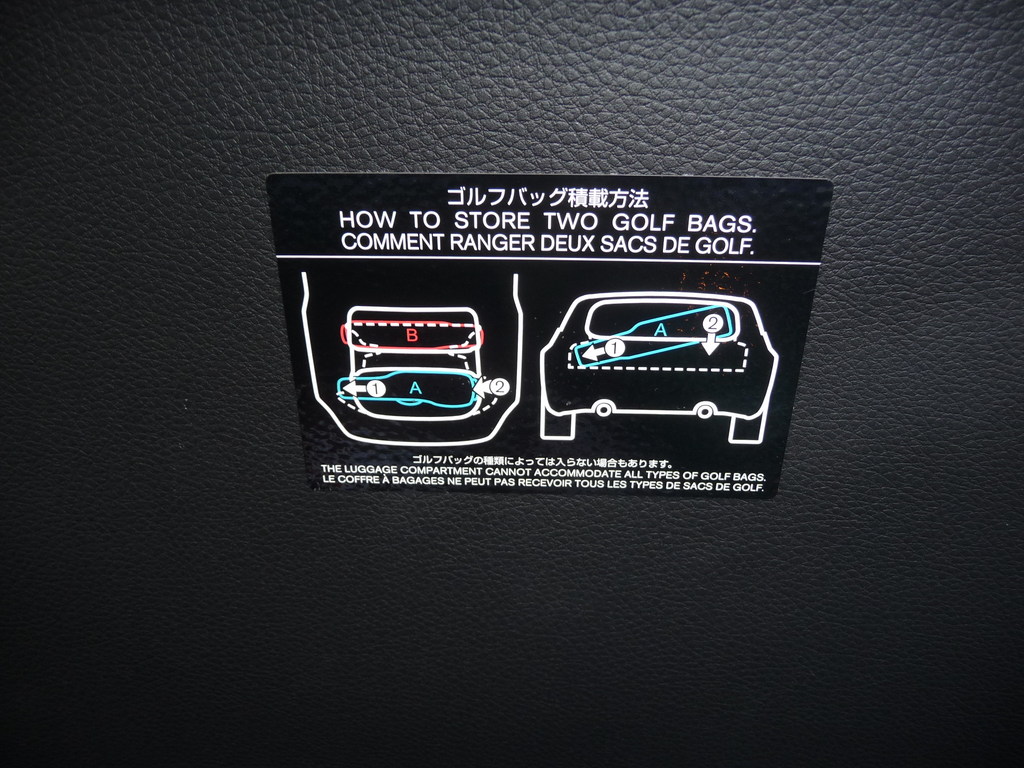 ゴルフバッグ積載方法
HOW TO STORE TWO GOLF BAGS.
COMMENT RANGER DEUX SACS DE GOLF.
B
1 A 2
A 2
1
ゴルフバッグの種類によっては入らない場合もあります。
THE LUGGAGE COMPARTMENT CANNOT ACCOMMODATE ALL TYPES OF GOLF BAGS.
LE COFFRE À BAGAGES NE PEUT PAS RECEVOIR TOUS LES TYPES DE SACS DE GOLF.